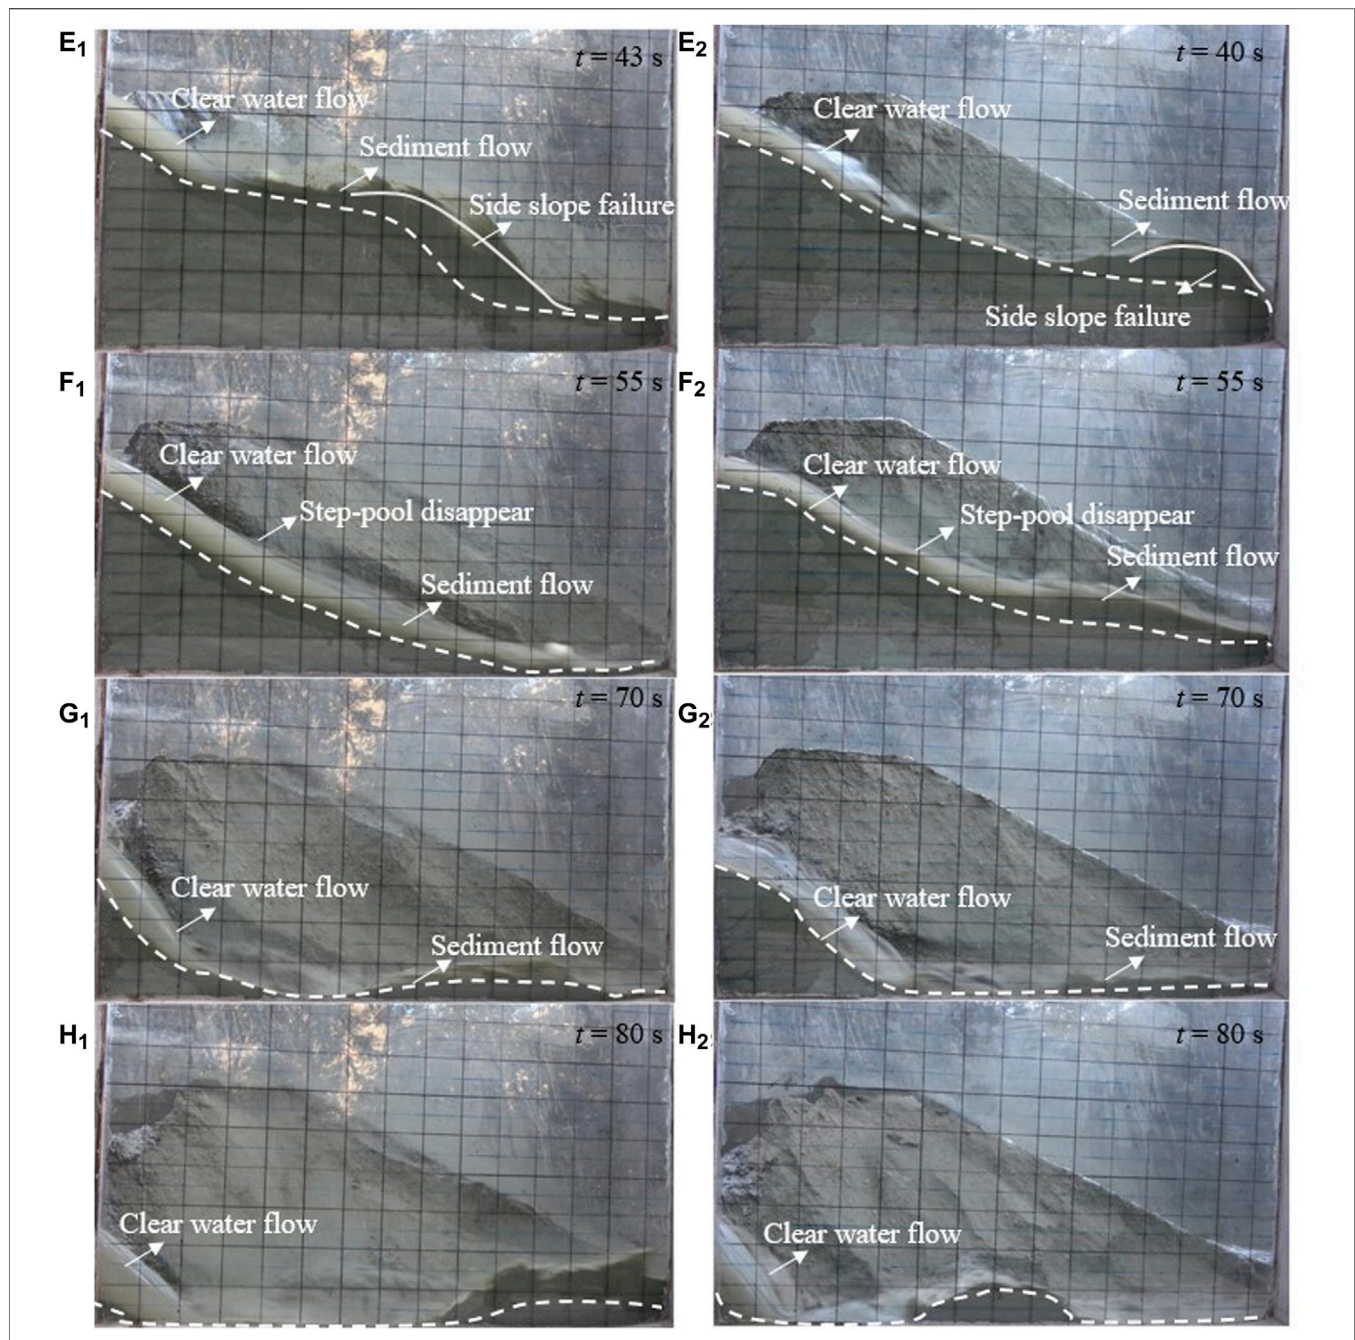 E1
t = 43 s
Clear water flow
Sediment flow
Side slope failure
E2
t = 40 s
Clear water flow
Sediment flow
Side slope failure
F1
t = 55 s
Clear water flow
Step-pool disappear
Sediment flow
F2
t = 55 s
Clear water flow
Step-pool disappear
Sediment flow
G1
t = 70 s
Clear water flow
Sediment flow
G2
t = 70 s
Clear water flow
Sediment flow
H1
t = 80 s
Clear water flow
H2
t = 80 s
Clear water flow